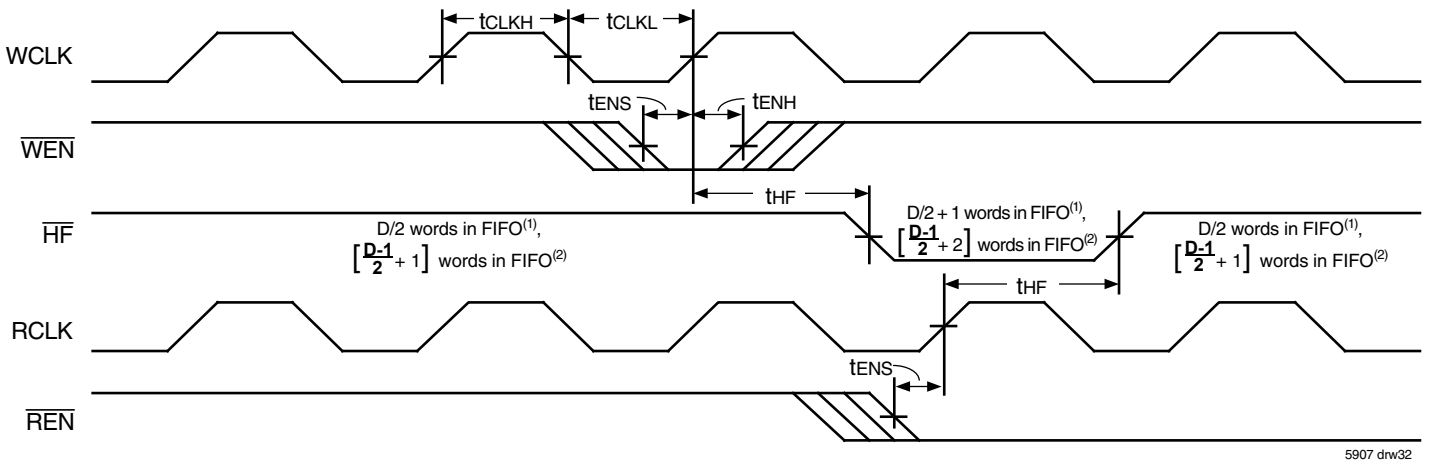 tCLKH
tCLKL
WCLK
tENS
tENH
WEN
tHF
HF
D/2 words in FIFO(1),
[D-1/2 + 1] words in FIFO(2)
D/2 + 1 words in FIFO(1),
[D-1/2 + 2] words in FIFO(2)
D/2 words in FIFO(1),
[D-1/2 + 1] words in FIFO(2)
tHF
RCLK
tENS
REN
5907 drw32